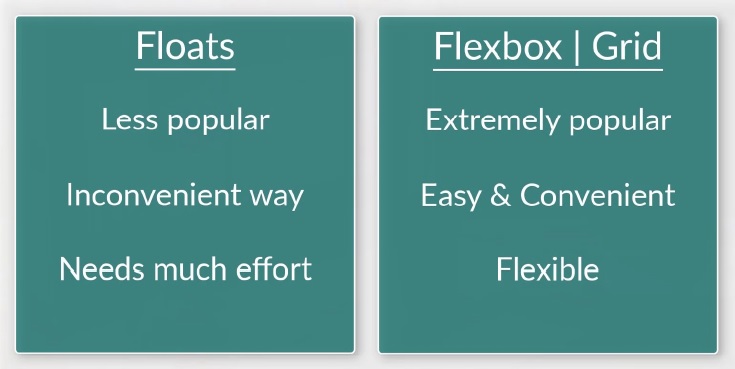 Floats
Less popular
Inconvenient way
Needs much effort
Flexbox | Grid
Extremely popular
Easy & Convenient
Flexible